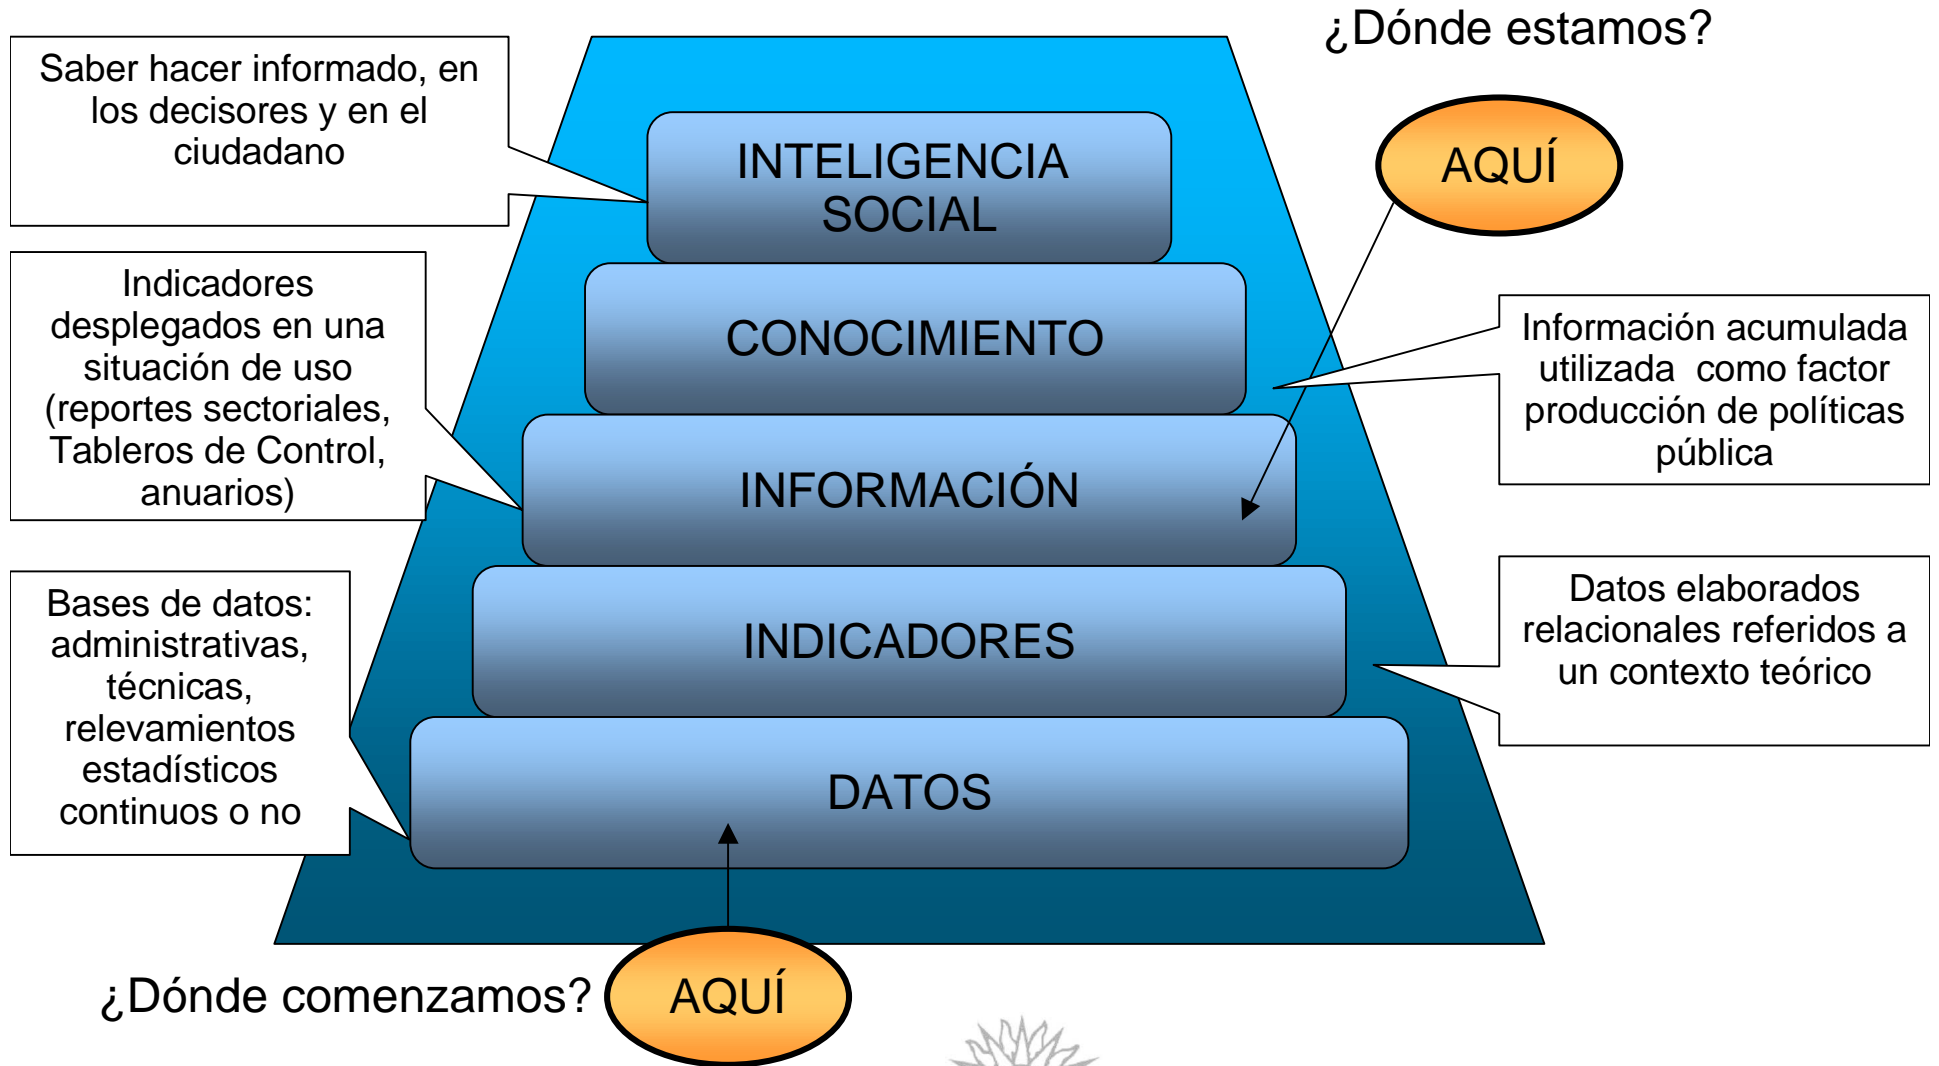 ¿Dónde estamos?
Saber hacer informado, en
los decisores y en el
ciudadano
INTELIGENCIA
SOCIAL
AQUÍ
Indicadores
desplegados en una
situación de uso
(reportes sectoriales,
Tableros de Control,
anuarios)
CONOCIMIENTO
Información acumulada
utilizada  como factor
producción de políticas
pública
INFORMACIÓN
Bases de datos:
administrativas,
técnicas,
relevamientos
estadísticos
continuos o no
INDICADORES
Datos elaborados
relacionales referidos a
un contexto teórico
DATOS
¿Dónde comenzamos?
AQUÍ